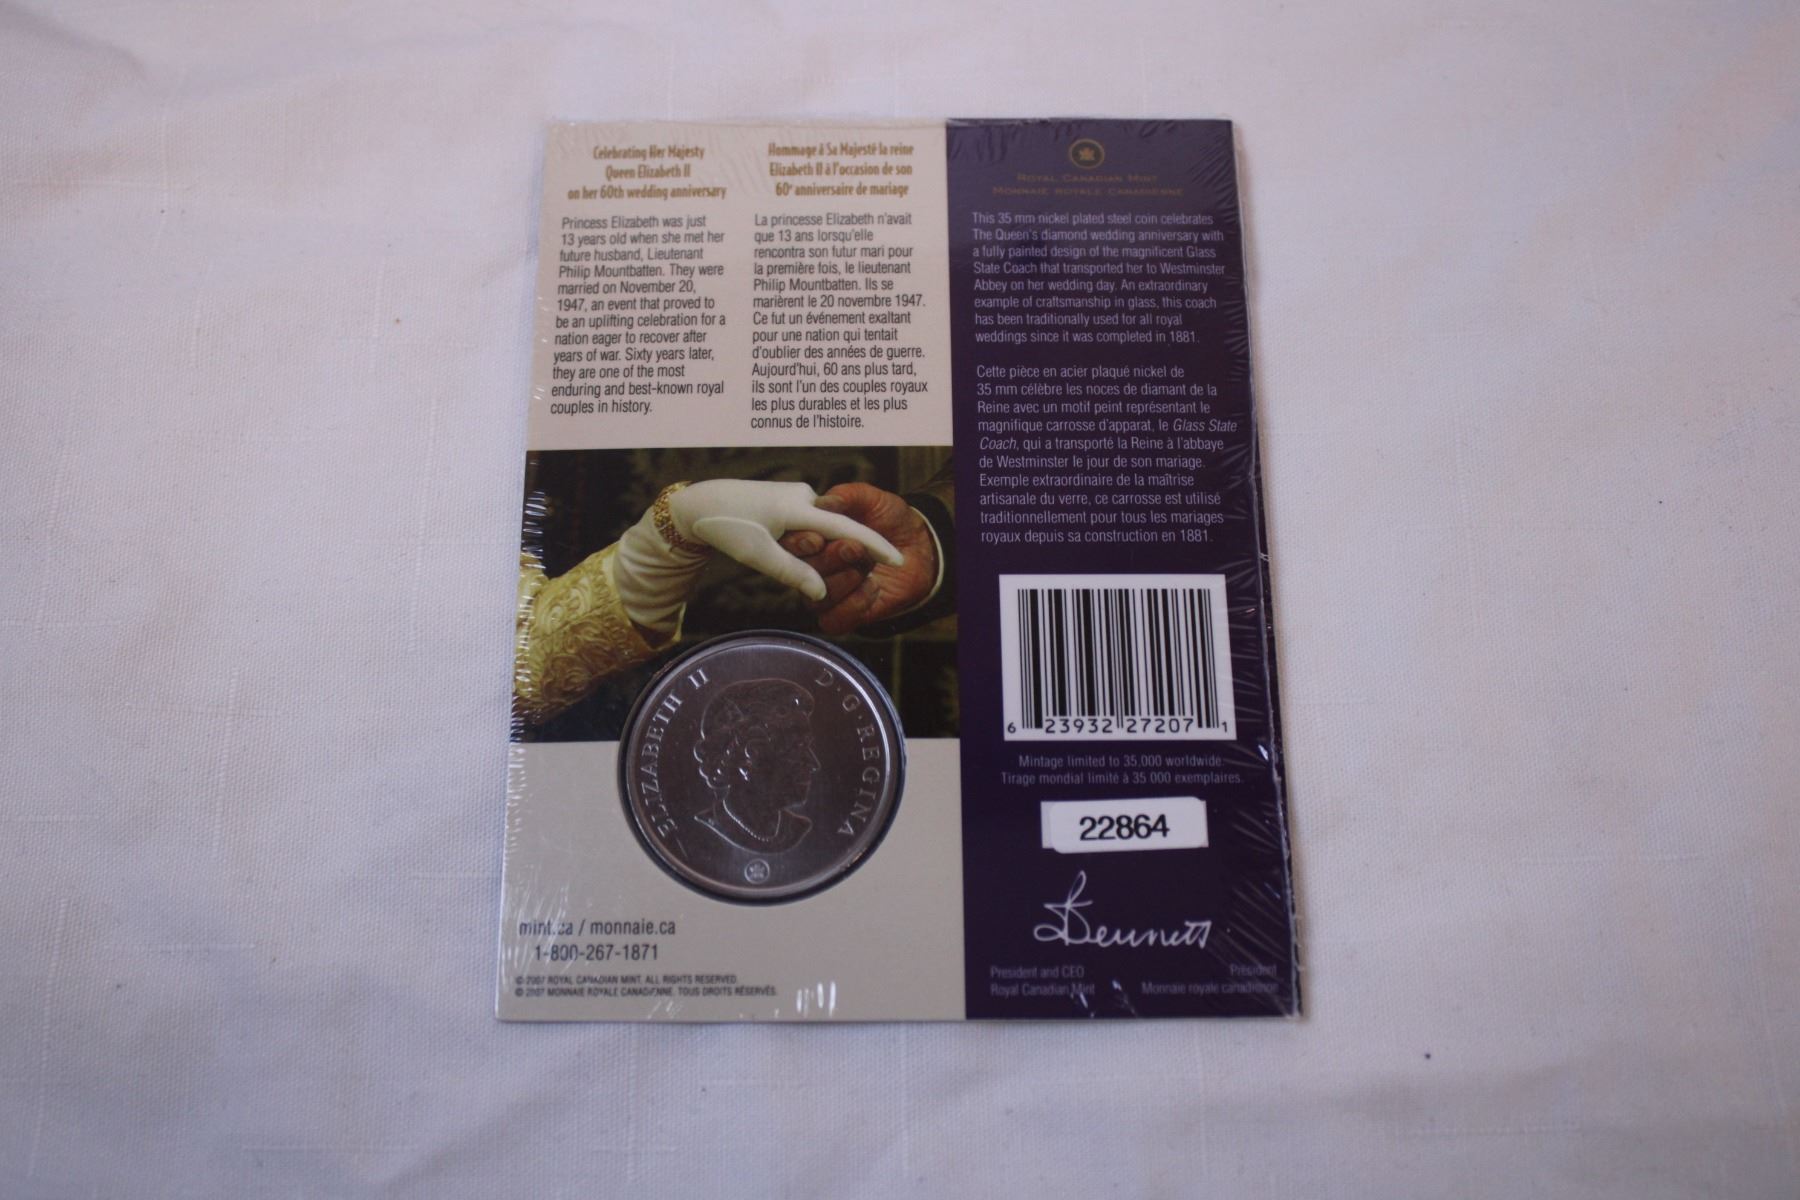 Celebrating Her Majesty
Queen Elizabeth II
on her 60th wedding anniversary
Princess Elizabeth was just
13 years old when she met her
future husband, Lieutenant
Philip Mountbatten. They were
married on November 20,
1947, an event that proved to
be an uplifting celebration for a
nation eager to recover after
years of war. Sixty years later,
they are one of the most
enduring and best-known royal
couples in history.
Hommage à Sa Majesté la reine
Elizabeth II à l'occasion de son
60e anniversaire de mariage
La princesse Elizabeth n'avait
que 13 ans lorsqu'elle
rencontra son futur mari pour
la première fois, le lieutenant
Philip Mountbatten. Ils se
marièrent le 20 novembre 1947.
Ce fut un événement exaltant
pour une nation qui tentait
d'oublier des années de guerre.
Aujourd'hui, 60 ans plus tard,
ils sont l'un des couples royaux
les plus durables et les plus
connus de l'histoire.
ELIZABETH II D·G·REGINA
mint.ca / monnaie.ca
1-800-267-1871
© 2007 ROYAL CANADIAN MINT. ALL RIGHTS RESERVED.
© 2007 MONNAIE ROYALE CANADIENNE. TOUS DROITS RÉSERVÉS.
ROYAL CANADIAN MINT
MONNAIE ROYALE CANADIENNE
This 35 mm nickel plated steel coin celebrates
The Queen's diamond wedding anniversary with
a fully painted design of the magnificent Glass
State Coach that transported her to Westminster
Abbey on her wedding day. An extraordinary
example of craftsmanship in glass, this coach
has been traditionally used for all royal
weddings since it was completed in 1881.
Cette pièce en acier plaqué nickel de
35 mm célèbre les noces de diamant de la
Reine avec un motif peint représentant le
magnifique carrosse d'apparat, le Glass State
Coach, qui a transporté la Reine à l'abbaye
de Westminster le jour de son mariage.
Exemple extraordinaire de la maîtrise
artisanale du verre, ce carrosse est utilisé
traditionnellement pour tous les mariages
royaux depuis sa construction en 1881.
6 23932 27207 1
Mintage limited to 35,000 worldwide.
Tirage mondial limité à 35 000 exemplaires.
22864
Bennett
President and CEO
Royal Canadian Mint
Président
Monnaie royale canadienne